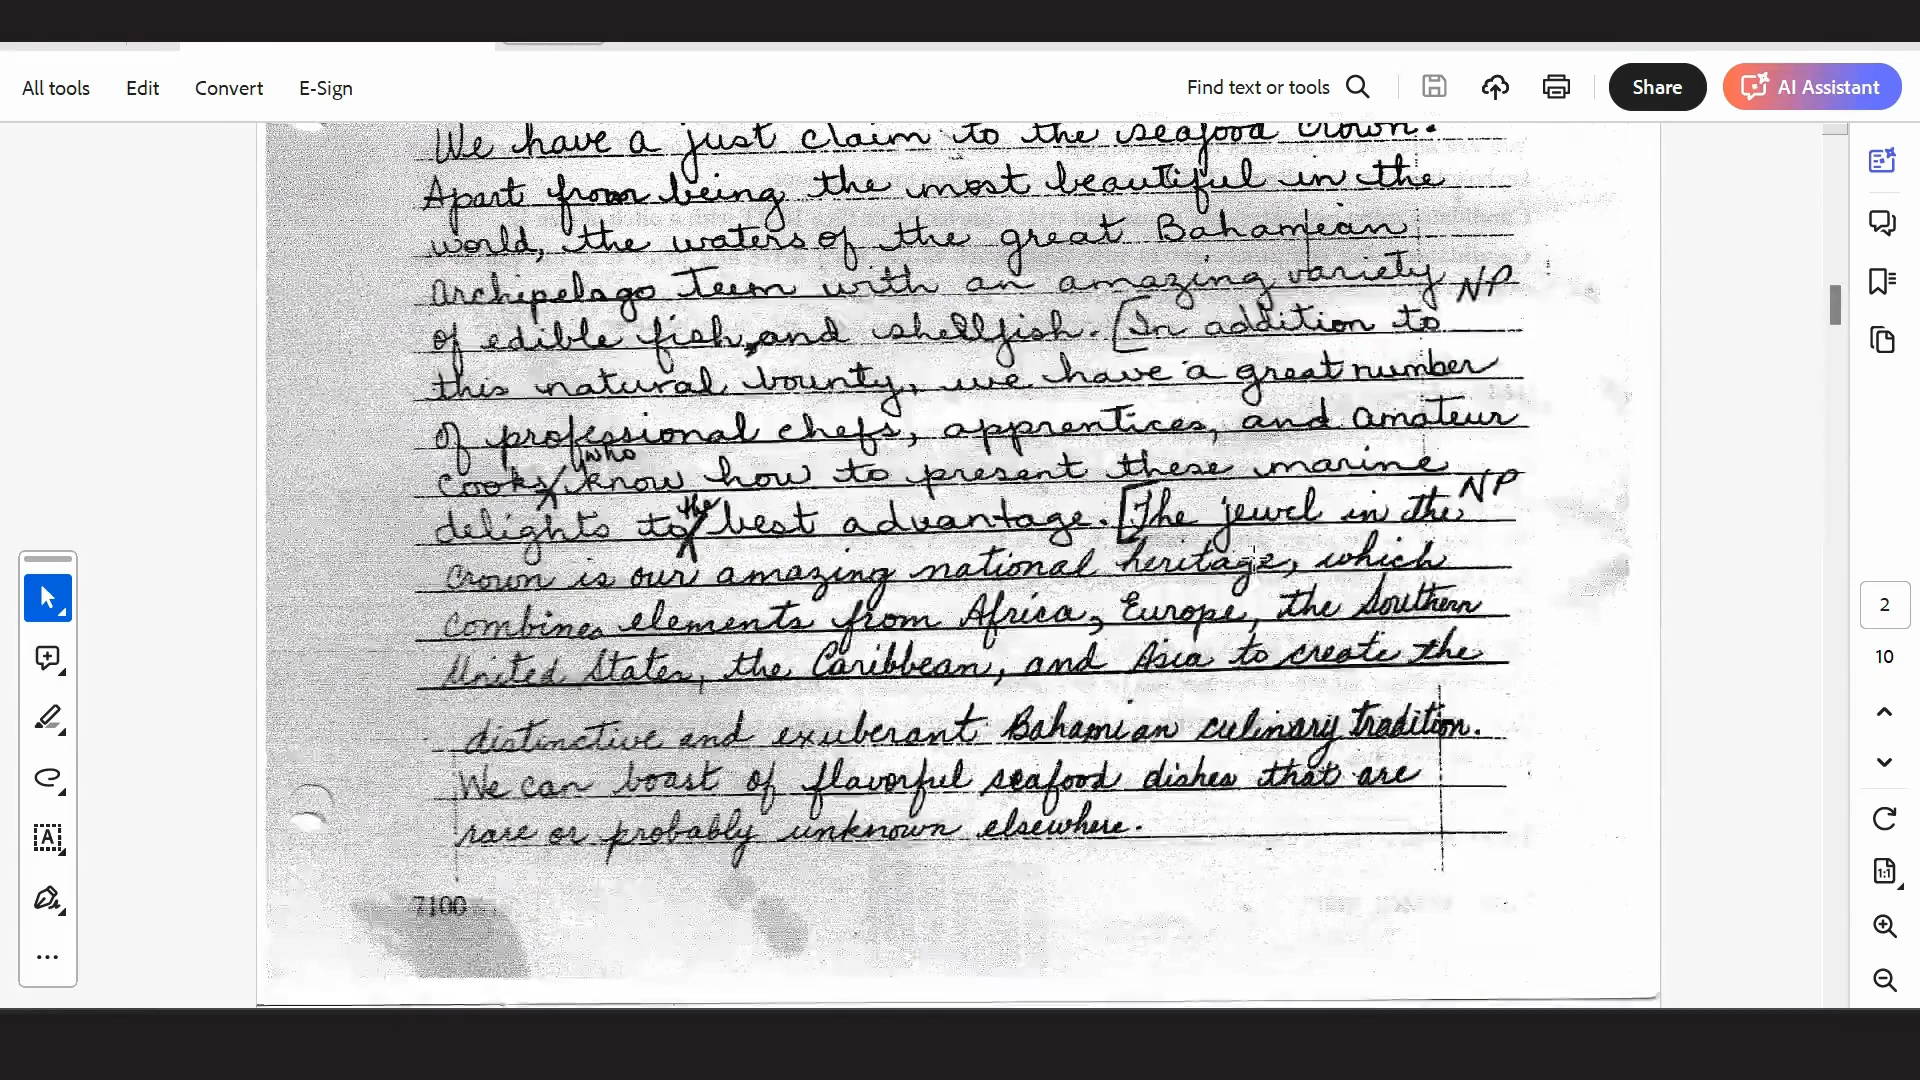 All tools Edit Convert E-Sign Find text or tools Share AI Assistant
We have a just claim to the seafood crown.
Apart from being the most beautiful in the
world, the waters of the great Bahamian
archipelago teem with an amazing variety NP
of edible fish, and shellfish. [In addition to
this natural bounty, we have a great number
of professional chefs, apprentices, and amateur
who
cooks/ know how to present these marine
the NP
delights to best advantage. [The jewel in the
crown is our amazing national heritage, which
combines elements from Africa, Europe, the Southern
United States, the Caribbean, and Asia to create the
distinctive and exuberant Bahamian culinary tradition.
We can boast of flavorful seafood dishes that are
rare or probably unknown elsewhere.
7100
2
10